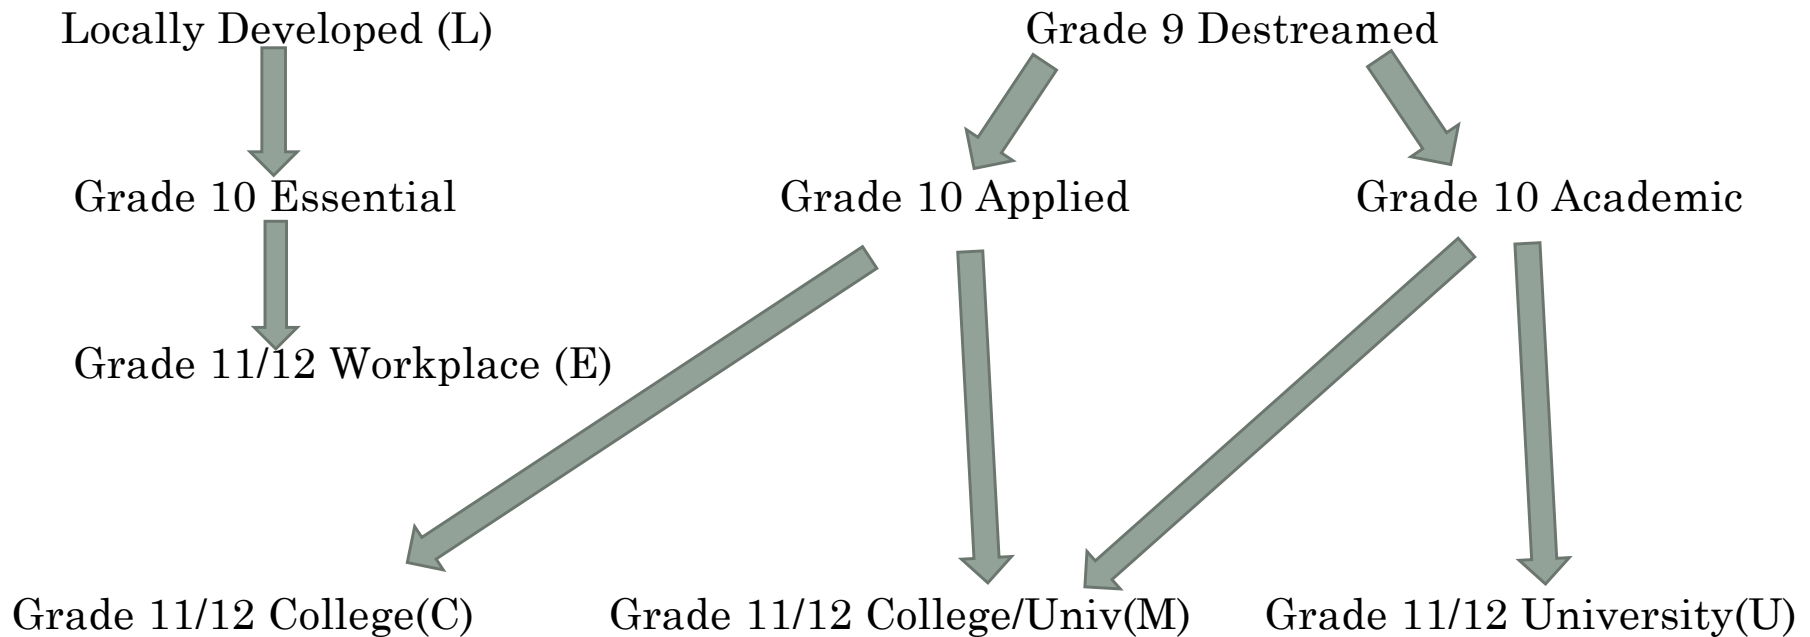 Locally Developed (L)
Grade 9 Destreamed
Grade 10 Essential
Grade 10 Applied
Grade 10 Academic
Grade 11/12 Workplace (E)
Grade 11/12 College(C)
Grade 11/12 College/Univ(M)
Grade 11/12 University(U)